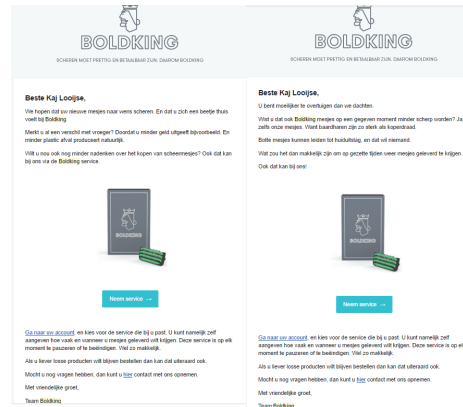 BOLDKING
SCHEREN MOET PRETTIG EN BETAALBAAR ZIJN. DAAROM BOLDKING
Beste Kaj Looijse,
We hopen dat uw nieuwe mesjes naar wens scheren. En dat u zich een beetje thuis
voelt bij Boldking.
Merkt u al een verschil met vroeger? Doordat u minder geld uitgeeft bijvoorbeeld. En
minder plastic afval produceert natuurlijk.
Wilt u nou ook nog minder nadenken over het kopen van scheermesjes? Ook dat kan
bij ons via de Boldking service.
BOLDKING
Neem service →
Ga naar uw account, en kies voor de service die bij u past. U kunt namelijk zelf
aangeven hoe vaak en wanneer u mesjes geleverd wilt krijgen. Deze service is op elk
moment te pauzeren of te beëindigen. Wel zo makkelijk.
Als u liever losse producten wilt blijven bestellen dan kan dat uiteraard ook.
Mocht u nog vragen hebben, dan kunt u hier contact met ons opnemen.
Met vriendelijke groet,
Team Boldking
BOLDKING
SCHEREN MOET PRETTIG EN BETAALBAAR ZIJN. DAAROM BOLDKING
Beste Kaj Looijse,
U bent moeilijker te overtuigen dan we dachten.
Wist u dat ook Boldking mesjes op een gegeven moment minder scherp worden? Ja
zelfs onze mesjes. Want baardharen zijn zo sterk als koperdraad.
Botte mesjes kunnen leiden tot huiduitslag, en dat wil niemand.
Wat zou het dan makkelijk zijn om op gezette tijden weer mesjes geleverd te krijgen.
Ook dat kan bij ons!
BOLDKING
Neem service →
Ga naar uw account, en kies voor de service die bij u past. U kunt namelijk zelf
aangeven hoe vaak en wanneer u mesjes geleverd wilt krijgen. Deze service is op el
moment te pauzeren of te beëindigen. Wel zo makkelijk.
Als u liever losse producten wilt blijven bestellen dan kan dat uiteraard ook.
Mocht u nog vragen hebben, dan kunt u hier contact met ons opnemen.
Met vriendelijke groet,
Team Boldking